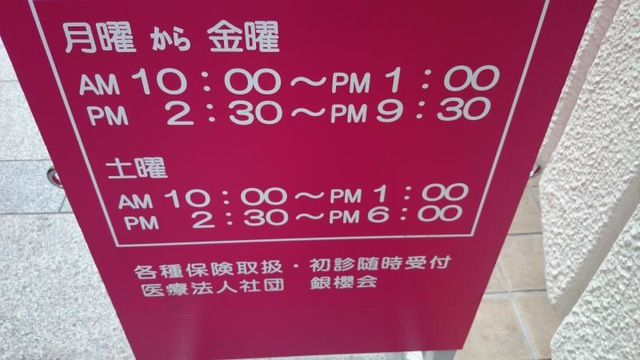 月曜 から 金曜
AM 10：00～PM 1：00
PM 2：30～PM 9：30
土曜
AM 10：00～PM 1：00
PM 2：30～PM 6：00
各種保険取扱・初診随時受付
医療法人社団 銀櫻会